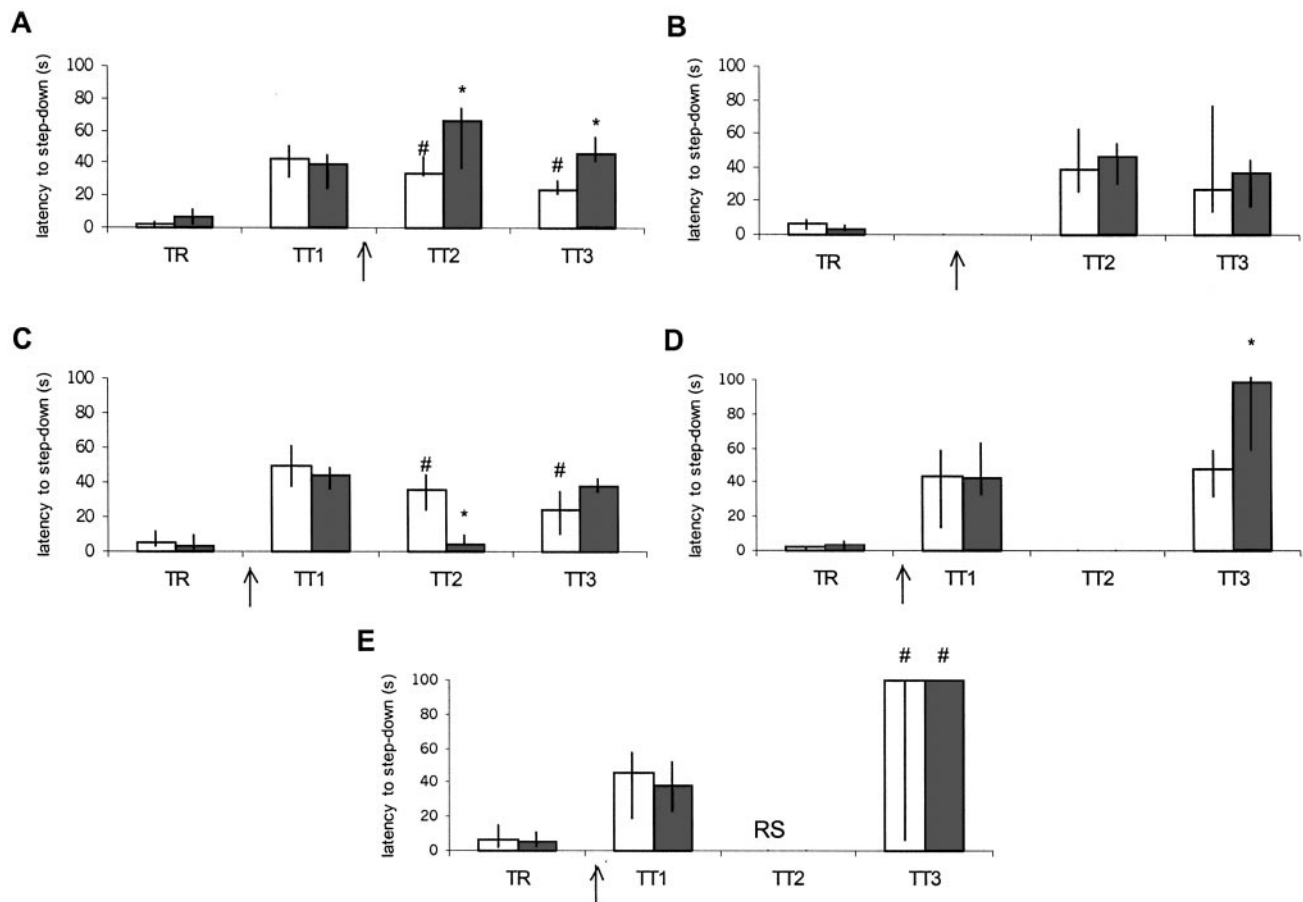 A
latency to step-down (s)
100
80
60
40
20
0
# * # *
TR TT1 TT2 TT3
B
latency to step-down (s)
100
80
60
40
20
0
TR TT2 TT3
C
latency to step-down (s)
100
80
60
40
20
0
# * #
TR TT1 TT2 TT3
D
latency to step-down (s)
100
80
60
40
20
0
*
TR TT1 TT2 TT3
E
latency to step-down (s)
100
80
60
40
20
0
# #
RS
TR TT1 TT2 TT3